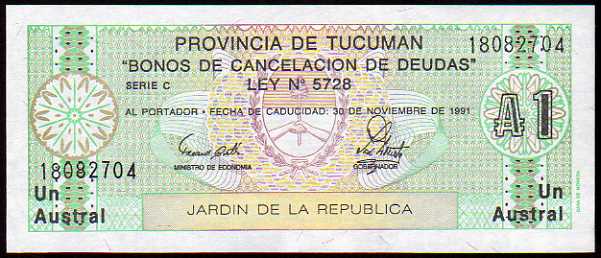 PROVINCIA DE TUCUMAN
18082704
"BONOS DE CANCELACION DE DEUDAS"
SERIE C
LEY Nº 5728
AL PORTADOR • FECHA DE CADUCIDAD: 30 DE NOVIEMBRE DE 1991
A1
18082704
MINISTRO DE ECONOMIA
GOBERNADOR
Un
Austral
Un
Austral
JARDIN DE LA REPUBLICA